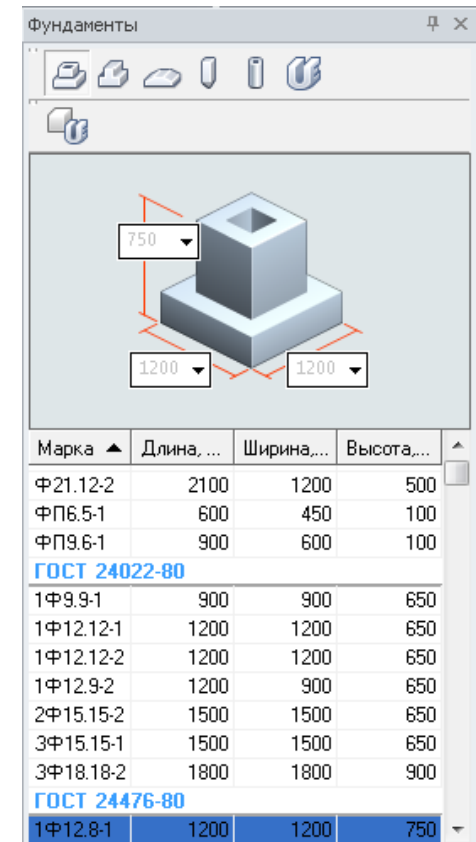 Фундаменты
750
1200 1200
Марка Длина, ... Ширина,... Высота,...
Ф21.12-2 2100 1200 500
ФП6.5-1 600 450 100
ФП9.6-1 900 600 100
ГОСТ 24022-80
1Ф9.9-1 900 900 650
1Ф12.12-1 1200 1200 650
1Ф12.12-2 1200 1200 650
1Ф12.9-2 1200 900 650
2Ф15.15-2 1500 1500 650
3Ф15.15-1 1500 1500 650
3Ф18.18-2 1800 1800 900
ГОСТ 24476-80
1Ф12.8-1 1200 1200 750